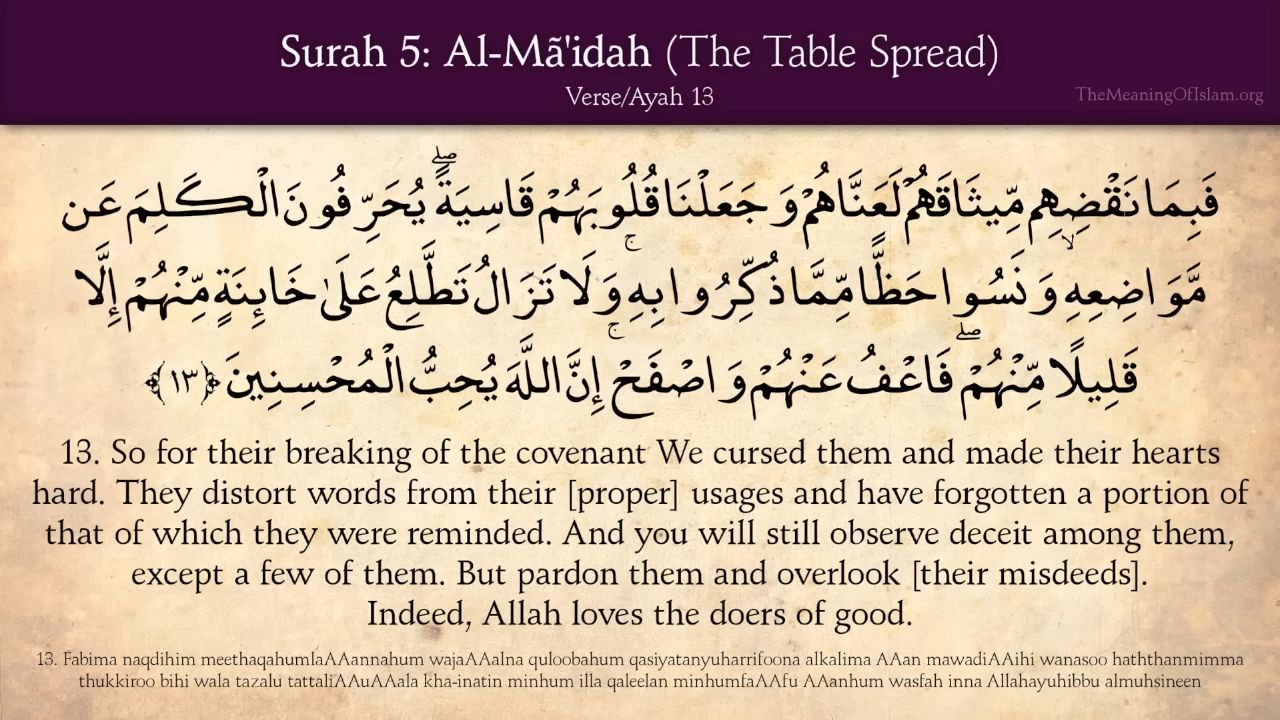 Surah 5: Al-Mã'idah (The Table Spread)
Verse/Ayah 13
TheMeaningOfIslam.org
فَبِمَا نَقْضِهِم مِّيثَاقَهُمْ لَعَنَّاهُمْ وَجَعَلْنَا قُلُوبَهُمْ قَاسِيَةً ۖ يُحَرِّفُونَ الْكَلِمَ عَن
مَّوَاضِعِهِ ۙ وَنَسُوا حَظًّا مِّمَّا ذُكِّرُوا بِهِ ۚ وَلَا تَزَالُ تَطَّلِعُ عَلَىٰ خَائِنَةٍ مِّنْهُمْ إِلَّا
قَلِيلًا مِّنْهُمْ ۖ فَاعْفُ عَنْهُمْ وَاصْفَحْ ۚ إِنَّ اللَّهَ يُحِبُّ الْمُحْسِنِينَ ﴿١٣﴾
13. So for their breaking of the covenant We cursed them and made their hearts
hard. They distort words from their [proper] usages and have forgotten a portion of
that of which they were reminded. And you will still observe deceit among them,
except a few of them. But pardon them and overlook [their misdeeds].
Indeed, Allah loves the doers of good.
13. Fabima naqdihim meethaqahumlaAAannahum wajaAAalna quloobahum qasiyatanyuharrifoona alkalima AAan mawadiAAihi wanasoo haththanmimma
thukkiroo bihi wala tazalu tattaliAAuAAala kha-inatin minhum illa qaleelan minhumfaAAfu AAanhum wasfah inna Allahayuhibbu almuhsineen